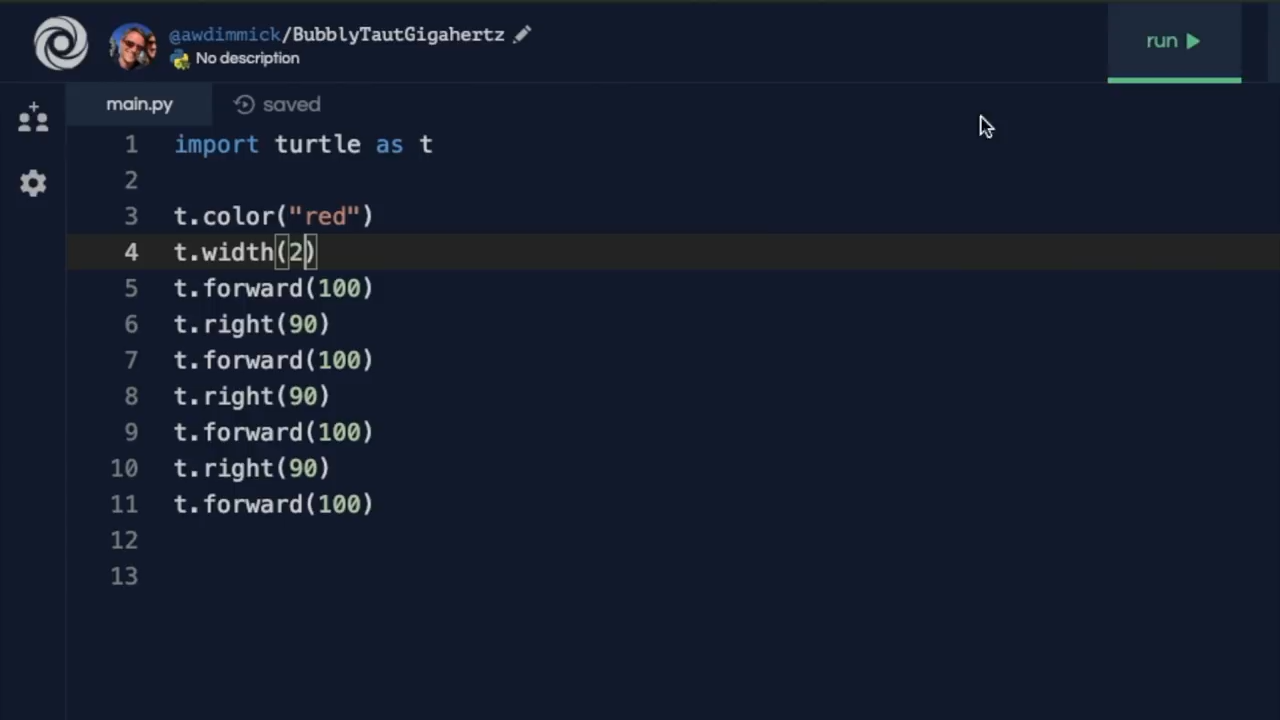 @awdimmick/BubblyTautGigahertz
No description
run
main.py
saved
1 import turtle as t
2
3 t.color("red")
4 t.width(2)
5 t.forward(100)
6 t.right(90)
7 t.forward(100)
8 t.right(90)
9 t.forward(100)
10 t.right(90)
11 t.forward(100)
12
13